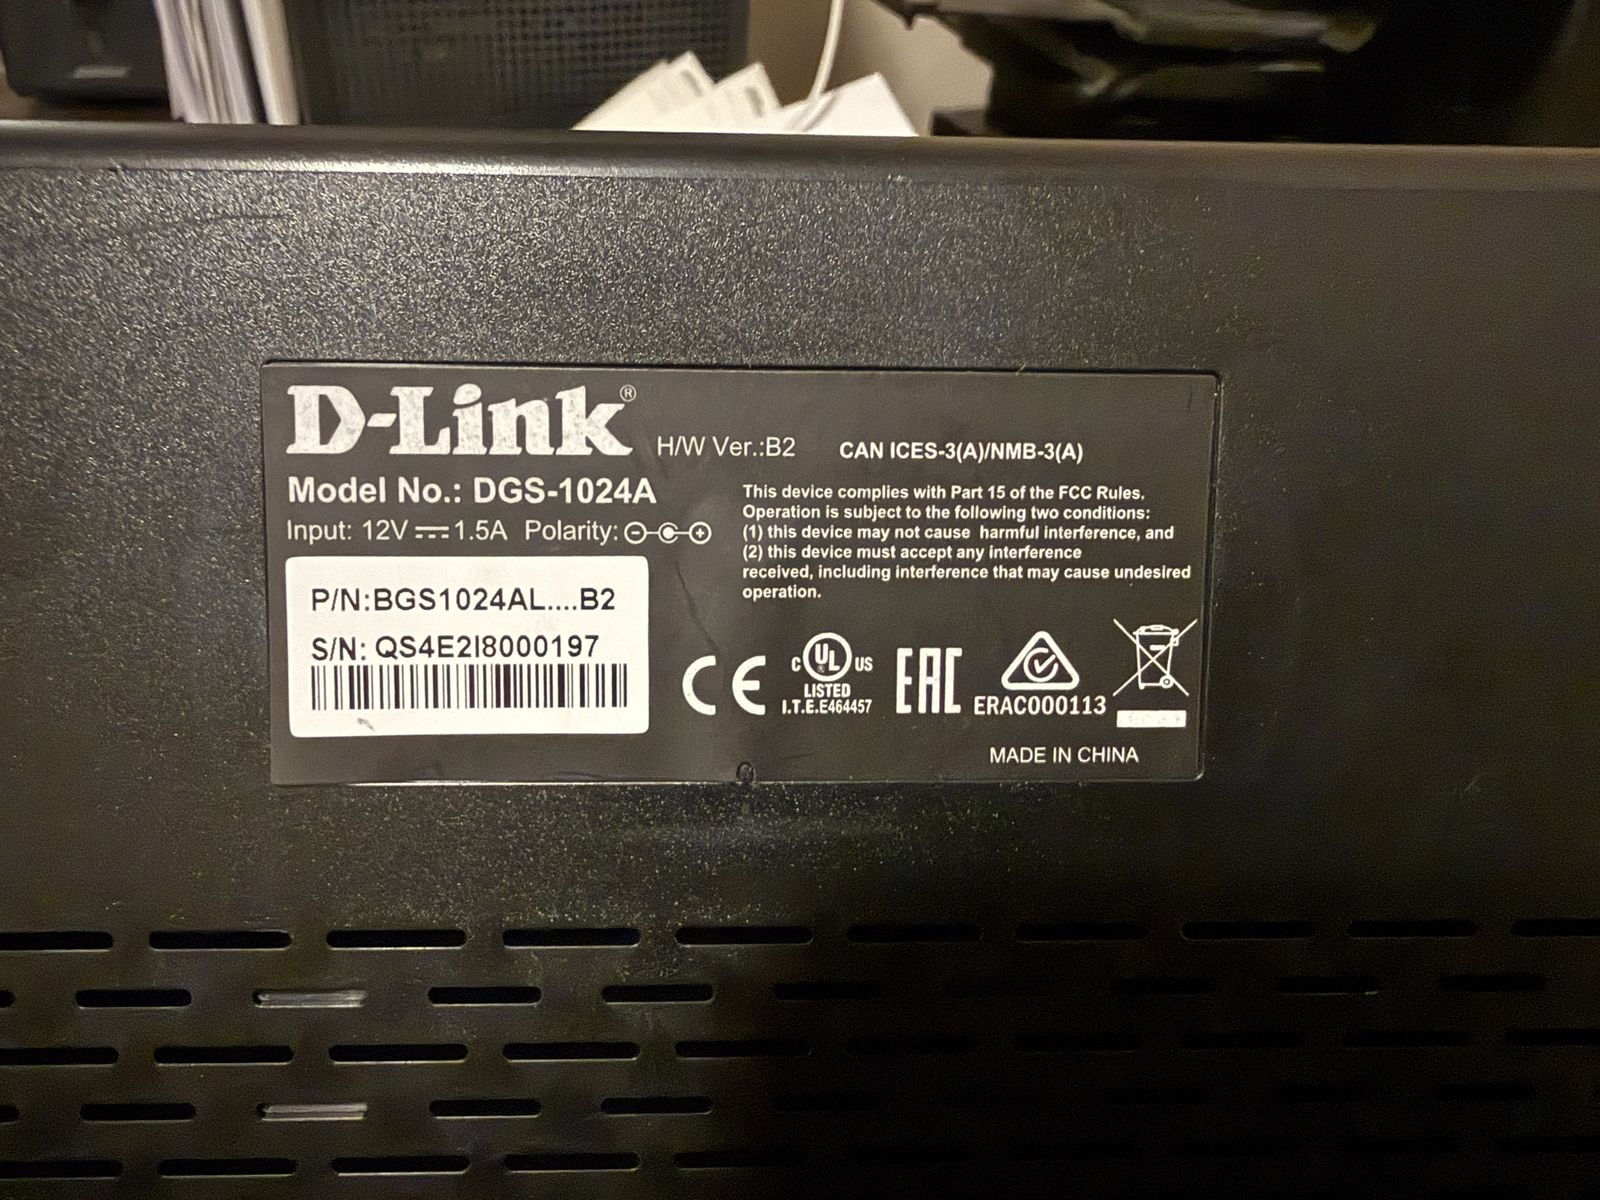 D-Link®
H/W Ver.:B2
CAN ICES-3(A)/NMB-3(A)
Model No.: DGS-1024A
Input: 12V⎓1.5A Polarity:
This device complies with Part 15 of the FCC Rules.
Operation is subject to the following two conditions:
(1) this device may not cause harmful interference, and
(2) this device must accept any interference
received, including interference that may cause undesired
operation.
P/N:BGS1024AL....B2
S/N: QS4E2I8000197
CE
C UL® US
LISTED
I.T.E.E464457
EAC
ERAC000113
MADE IN CHINA